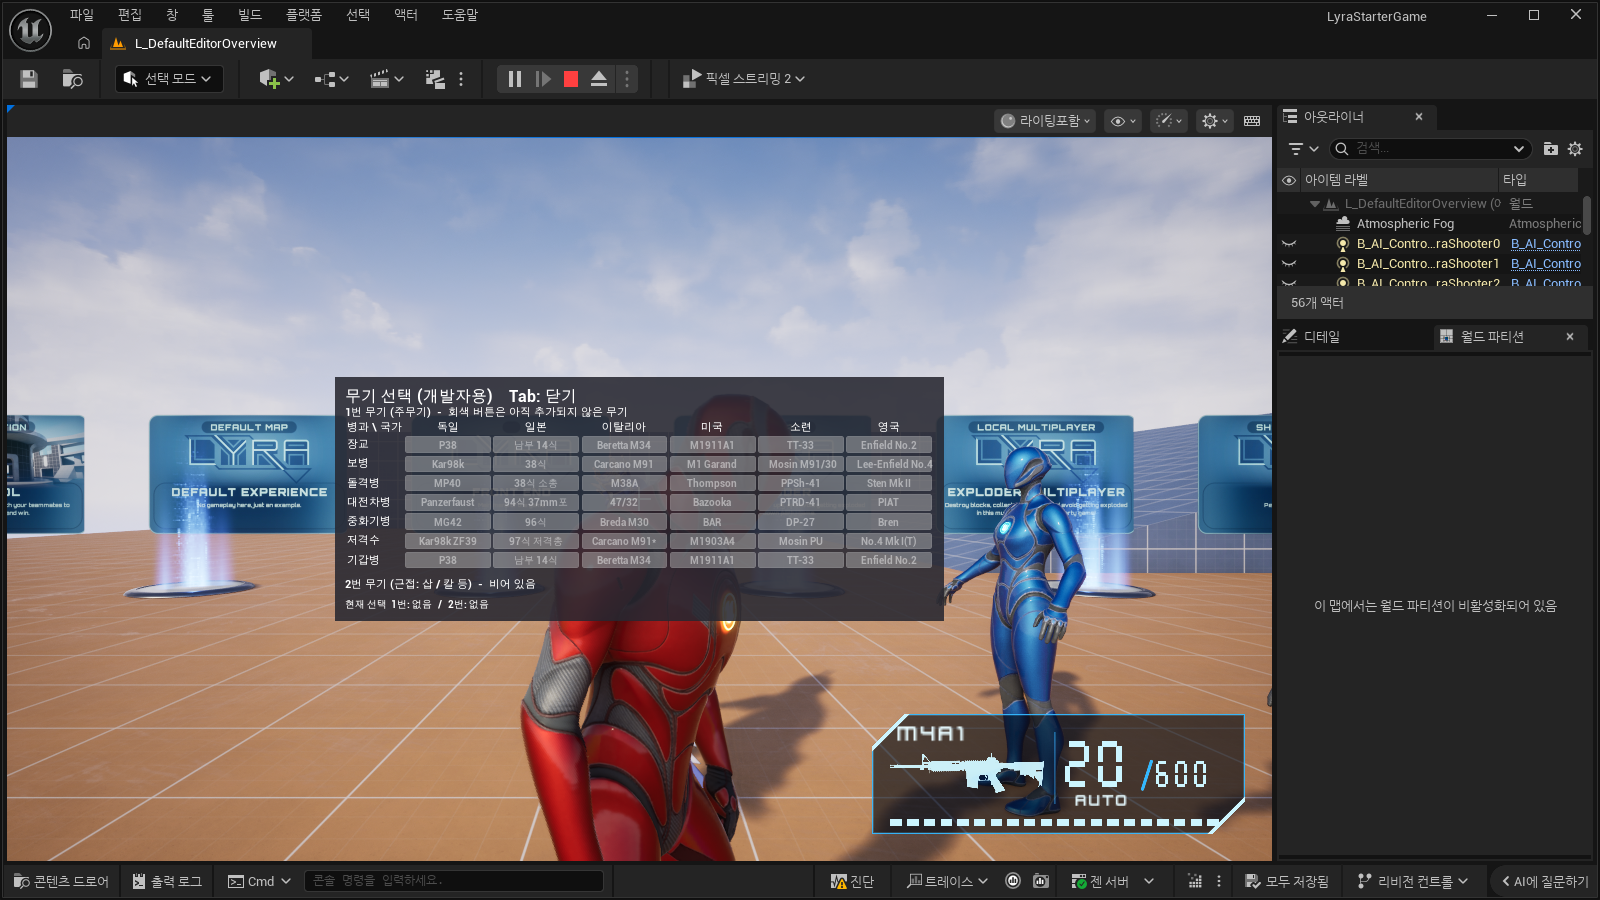 파일 편집 창 툴 빌드 플랫폼 선택 액터 도움말
LyraStarterGame
L_DefaultEditorOverview
선택 모드
픽셀 스트리밍 2
라이팅포함
아웃라이너
검색...
아이템 라벨 타입
L_DefaultEditorOverview 월드
Atmospheric Fog Atmospheric
B_AI_Contro...raShooter0 B_AI_Contro
B_AI_Contro...raShooter1 B_AI_Contro
B_AI_Contro...raShooter2 B_AI_Contro
56개 액터
디테일 월드 파티션
이 맵에서는 월드 파티션이 비활성화되어 있음
DEFAULT MAP
LYRA
DEFAULT EXPERIENCE
No gameplay here, just an example.
LOCAL MULTIPLAYER
LYRA
무기 선택 (개발자용) Tab: 닫기
1번 무기 (주무기) - 회색 버튼은 아직 추가되지 않은 무기
병과 \ 국가 독일 일본 이탈리아 미국 소련 영국
장교 P38 남부 14식 Beretta M34 M1911A1 TT-33 Enfield No.2
보병 Kar98k 38식 Carcano M91 M1 Garand Mosin M91/30 Lee-Enfield No.4
돌격병 MP40 38식 소총 M38A Thompson PPSh-41 Sten Mk II
대전차병 Panzerfaust 94식 37mm포 47/32 Bazooka PTRD-41 PIAT
중화기병 MG42 96식 Breda M30 BAR DP-27 Bren
저격수 Kar98k ZF39 97식 저격총 Carcano M91* M1903A4 Mosin PU No.4 Mk I(T)
기갑병 P38 남부 14식 Beretta M34 M1911A1 TT-33 Enfield No.2
2번 무기 (근접: 삽 / 칼 등) - 비어 있음
현재 선택 1번: 없음 / 2번: 없음
M4A1
20 /600
AUTO
콘텐츠 드로어 출력 로그 Cmd 콘솔 명령을 입력하세요. 진단 트레이스 젠 서버 모두 저장됨 리비전 컨트롤 AI에 질문하기